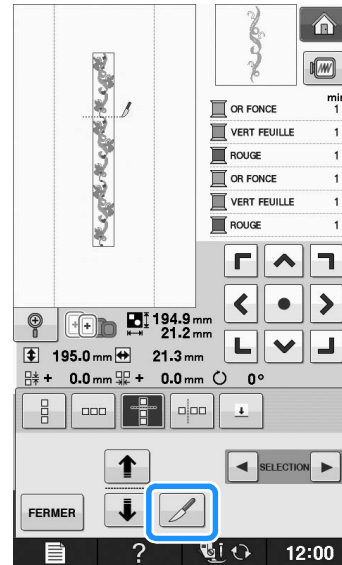 min
OR FONCE 1
VERT FEUILLE 1
ROUGE 1
OR FONCE 1
VERT FEUILLE 1
ROUGE 1
194.9 mm
21.2 mm
195.0 mm 21.3 mm
+ 0.0 mm + 0.0 mm 0°
SELECTION
FERMER
? 12:00